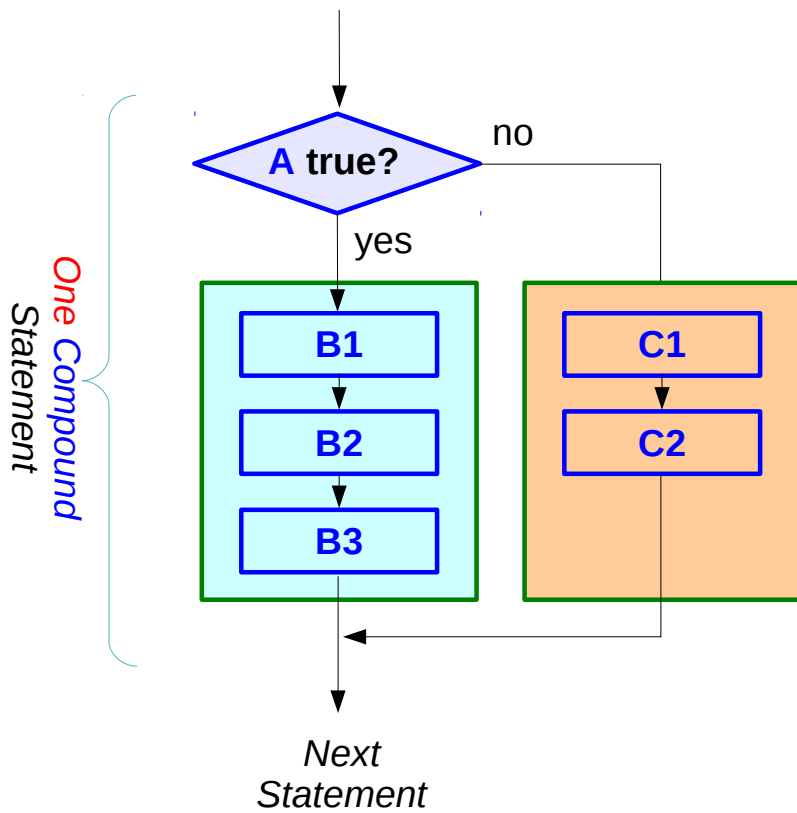 A true?
no
yes
One Compound
Statement
B1
C1
B2
C2
B3
Next
Statement